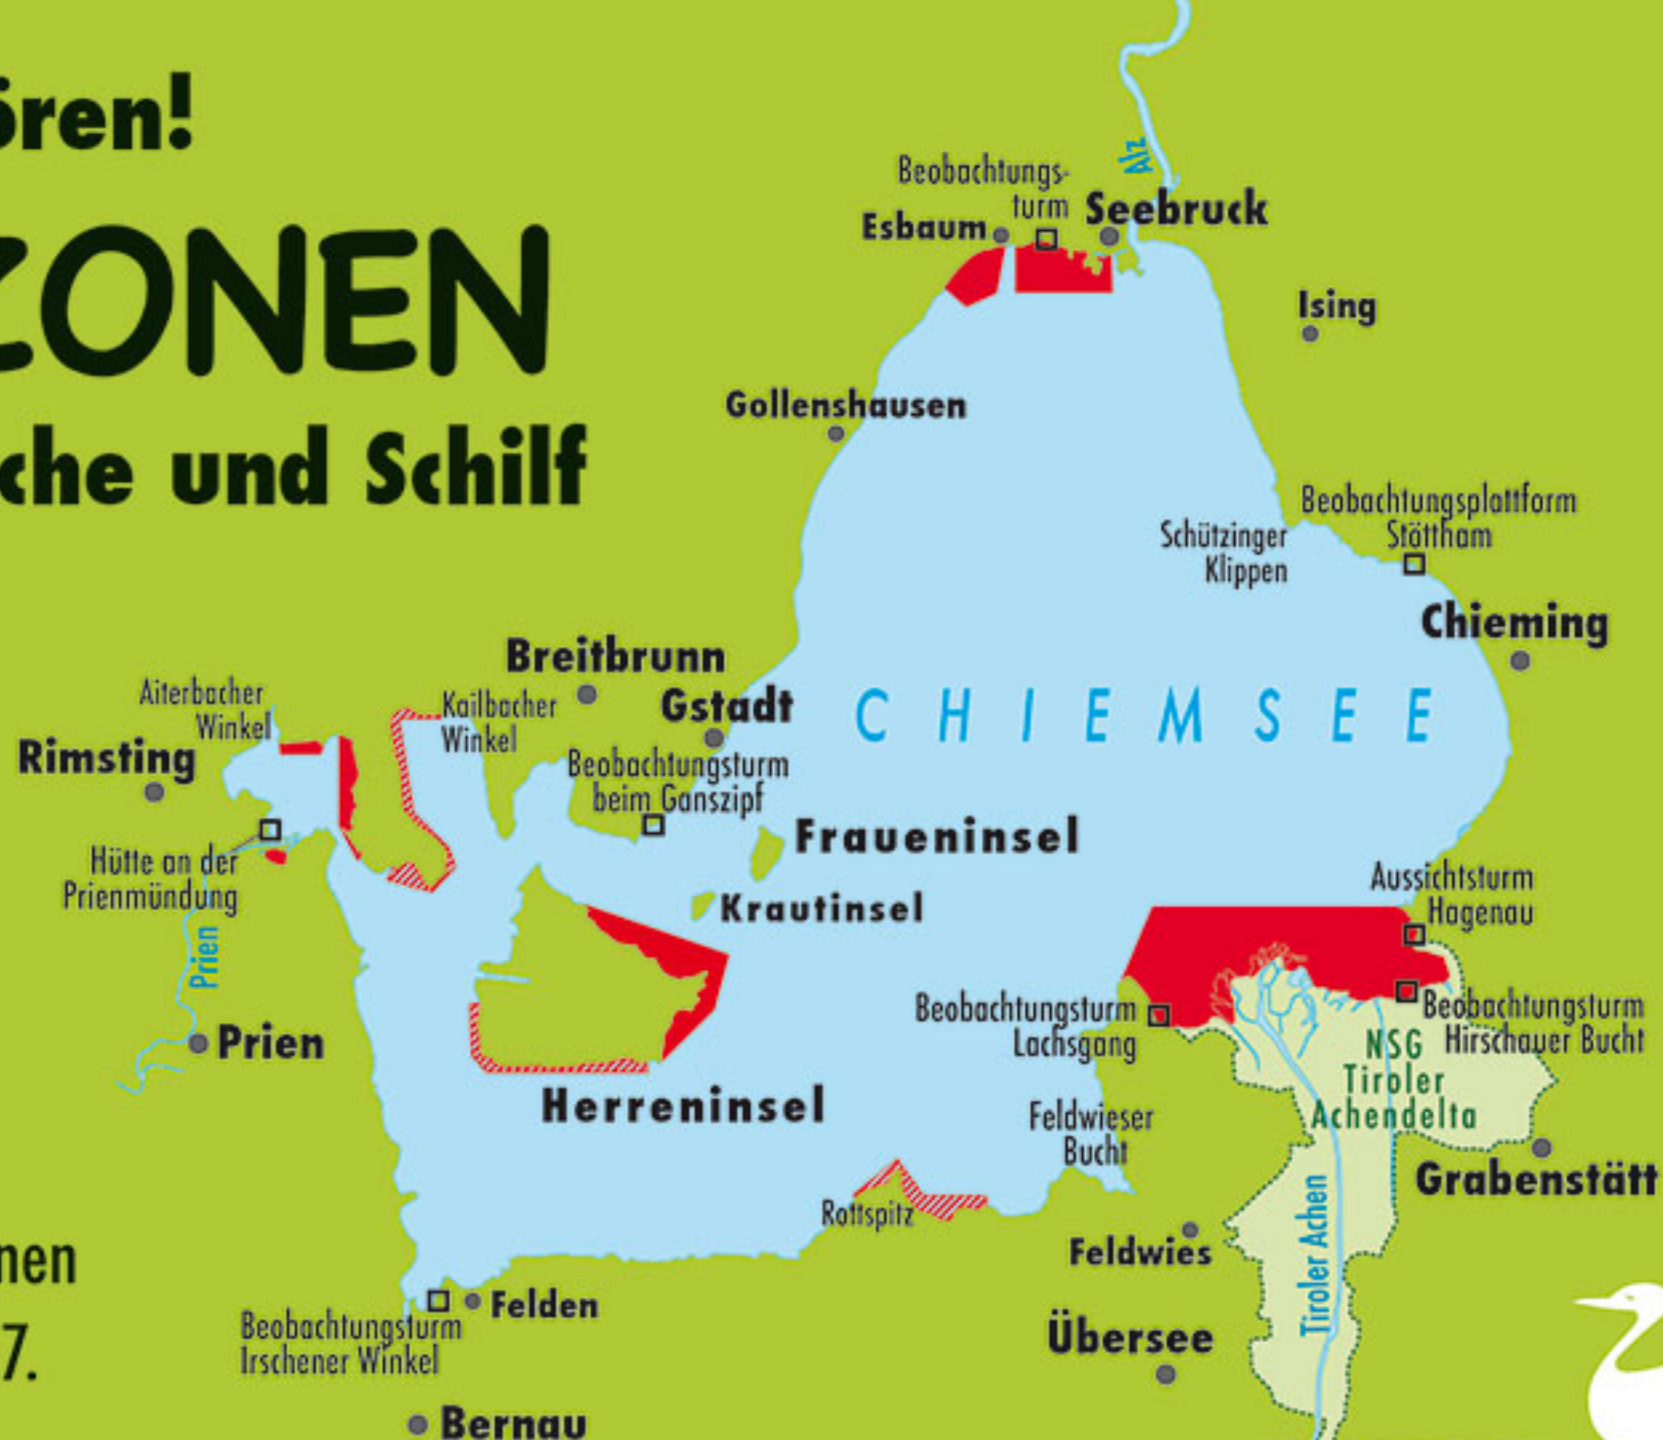 ören!
ZONEN
che und Schilf
Alz
Beobachtungs-
turm
Seebruck
Esbaum
Ising
Gollenshausen
Beobachtungsplattform
Stöttham
Schützinger
Klippen
Chieming
Breitbrunn
Aiterbacher
Winkel
Kailbacher
Winkel
Gstadt
CHIEMSEE
Rimsting
Beobachtungsturm
beim Ganszipf
Fraueninsel
Hütte an der
Prienmündung
Krautinsel
Aussichtsturm
Hagenau
Prien
Beobachtungsturm
Lachsgang
Beobachtungsturm
Hirschauer Bucht
Prien
NSG
Tiroler
Achendelta
Herreninsel
Feldwieser
Bucht
Grabenstätt
Rottspitz
Tiroler Achen
Feldwies
nen
Felden
Beobachtungsturm
Irschener Winkel
Übersee
7.
Bernau